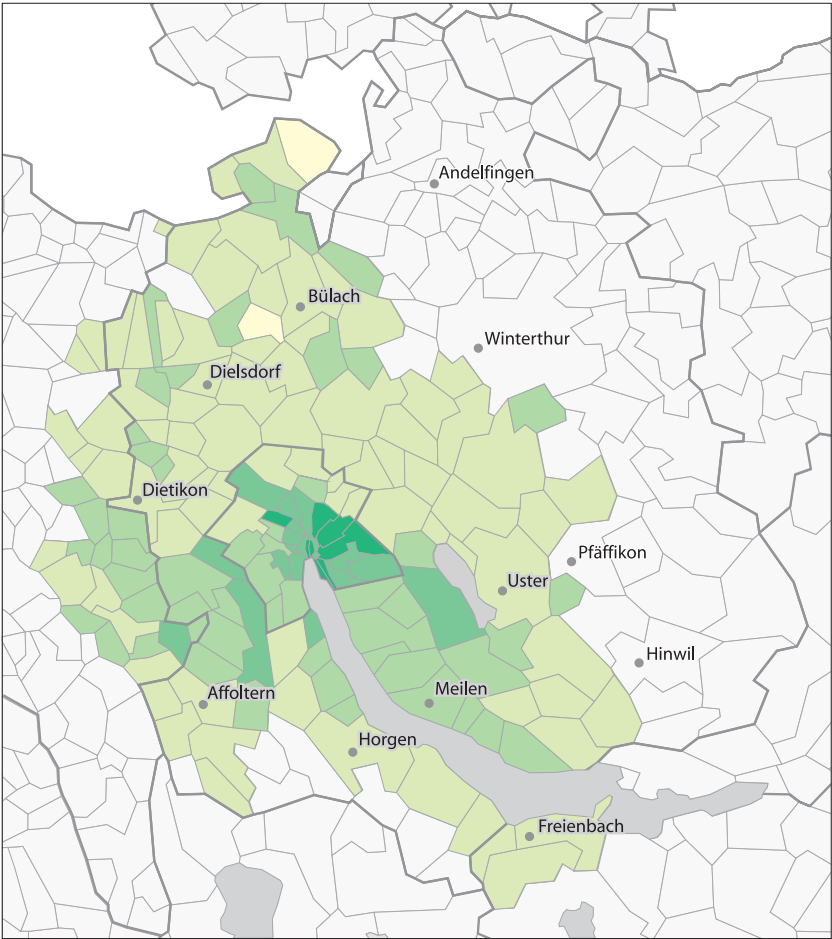 Andelfingen
Bülach
Winterthur
Dielsdorf
Dietikon
Pfäffikon
Uster
Hinwil
Meilen
Affoltern
Horgen
Freienbach